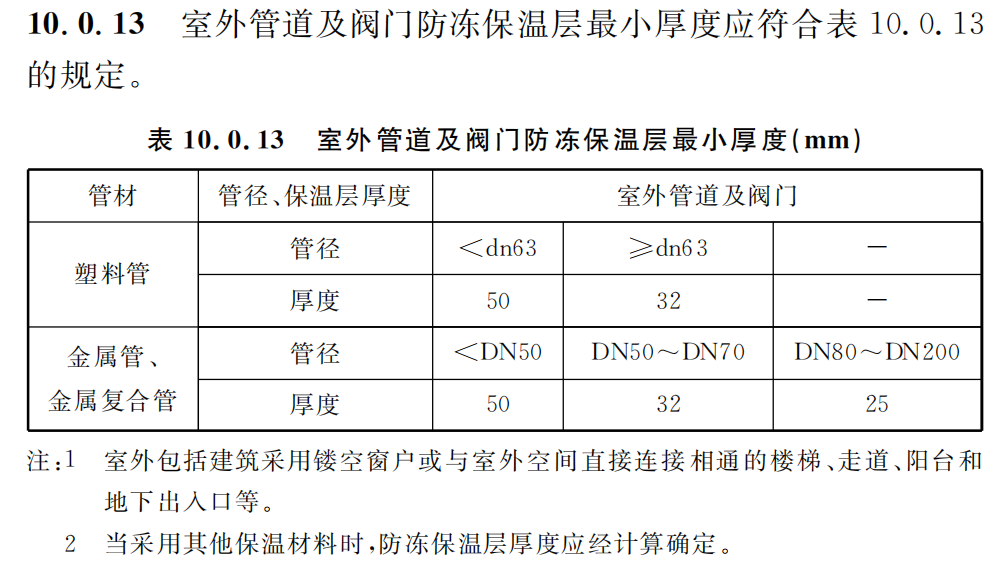 10.0.13 室外管道及阀门防冻保温层最小厚度应符合表 10.0.13
的规定。
表 10.0.13 室外管道及阀门防冻保温层最小厚度(mm)
管材 管径、保温层厚度 室外管道及阀门
塑料管 管径 <dn63 ⩾dn63 －
厚度 50 32 －
金属管、
金属复合管 管径 <DN50 DN50～DN70 DN80～DN200
厚度 50 32 25
注:1 室外包括建筑采用镂空窗户或与室外空间直接连接相通的楼梯、走道、阳台和
地下出入口等。
2 当采用其他保温材料时,防冻保温层厚度应经计算确定。